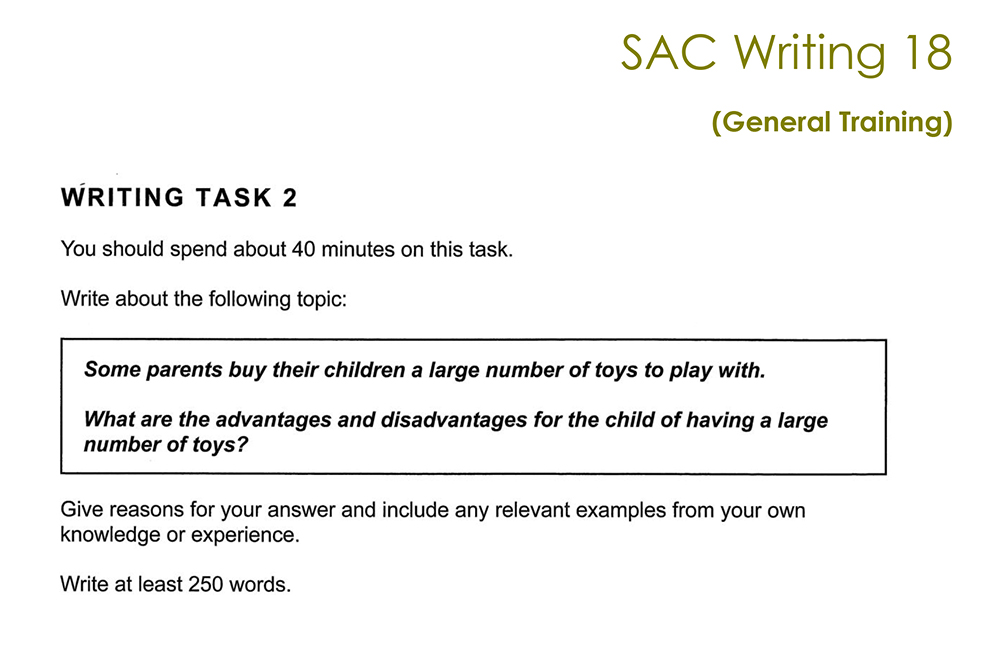 SAC Writing 18
(General Training)
WRITING TASK 2
You should spend about 40 minutes on this task.
Write about the following topic:
Some parents buy their children a large number of toys to play with.
What are the advantages and disadvantages for the child of having a large
number of toys?
Give reasons for your answer and include any relevant examples from your own
knowledge or experience.
Write at least 250 words.